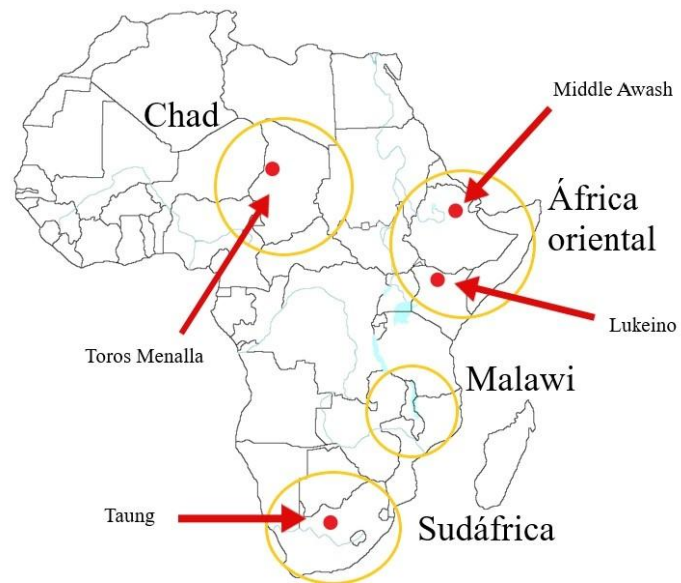 Middle Awash
Chad
África
oriental
Lukeino
Toros Menalla
Malawi
Taung
Sudáfrica